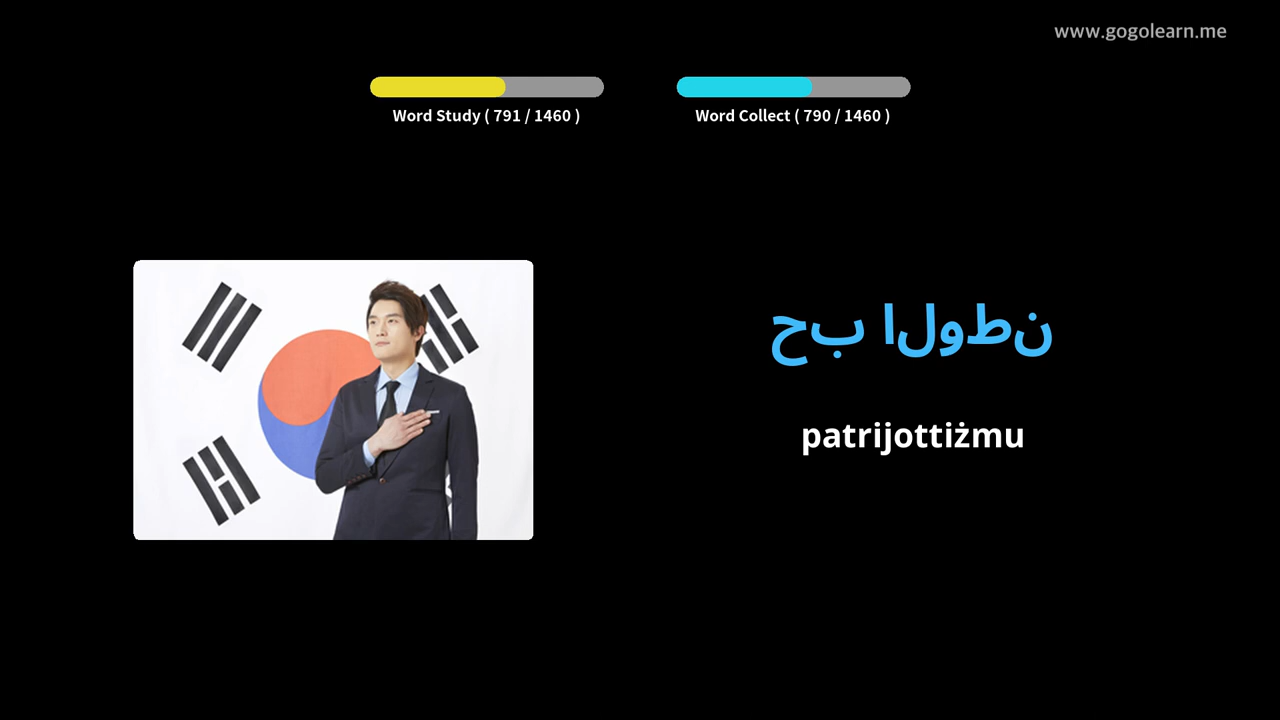 www.gogolearn.me
Word Study ( 791 / 1460 )
Word Collect ( 790 / 1460 )
حب الوطن
patrijottiżmu